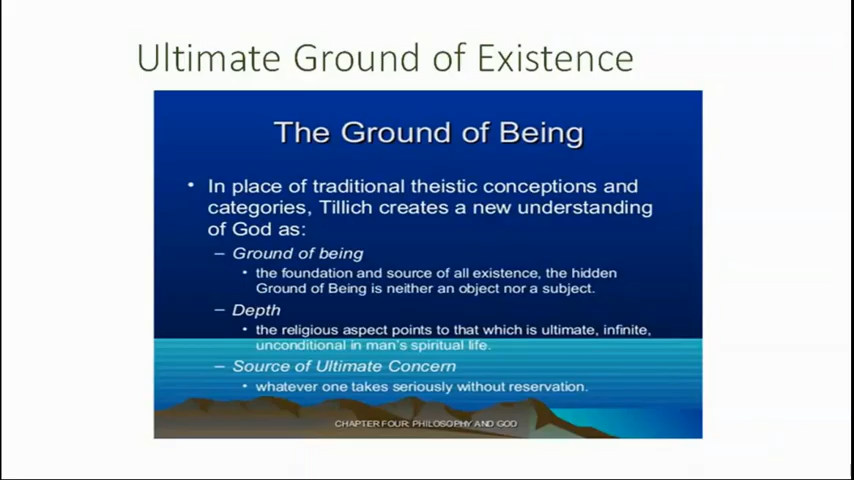 Ultimate Ground of Existence
The Ground of Being
• In place of traditional theistic conceptions and
categories, Tillich creates a new understanding
of God as:
– Ground of being
• the foundation and source of all existence, the hidden
Ground of Being is neither an object nor a subject.
– Depth
• the religious aspect points to that which is ultimate, infinite,
unconditional in man's spiritual life.
– Source of Ultimate Concern
• whatever one takes seriously without reservation.
CHAPTER FOUR: PHILOSOPHY AND GOD